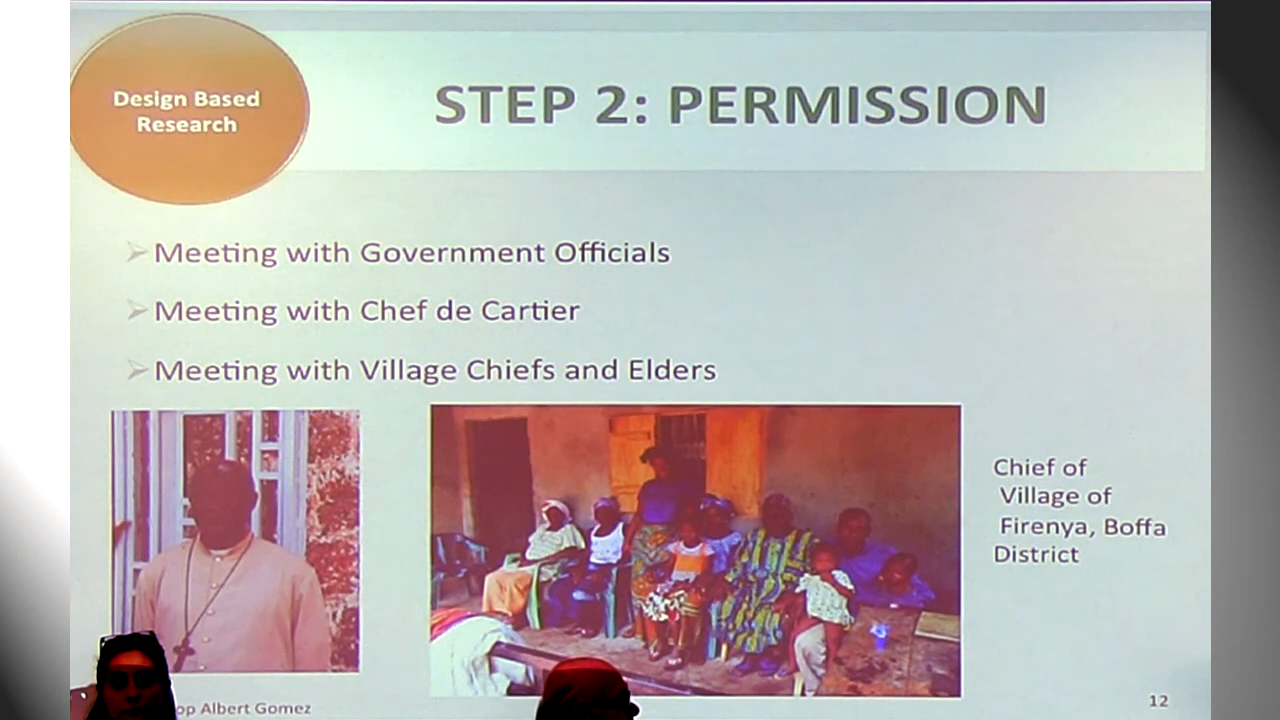 Design Based
Research
STEP 2: PERMISSION
Meeting with Government Officials
Meeting with Chef de Cartier
Meeting with Village Chiefs and Elders
Chief of
Village of
Firenya, Boffa
District
Albert Gomez
12